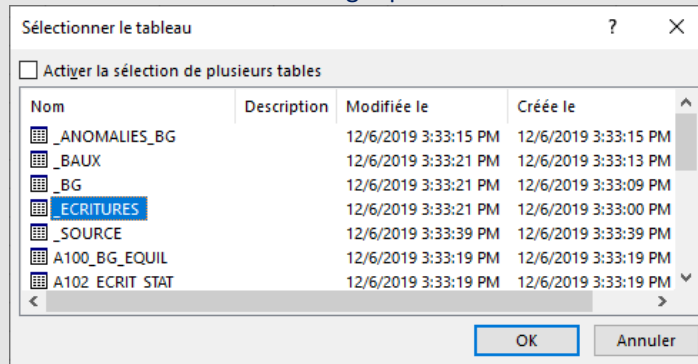 Sélectionner le tableau ? ×
Activer la sélection de plusieurs tables
Nom Description Modifiée le Créée le
_ANOMALIES_BG 12/6/2019 3:33:15 PM 12/6/2019 3:33:15 PM
_BAUX 12/6/2019 3:33:21 PM 12/6/2019 3:33:13 PM
_BG 12/6/2019 3:33:21 PM 12/6/2019 3:33:09 PM
_ECRITURES 12/6/2019 3:33:21 PM 12/6/2019 3:33:00 PM
_SOURCE 12/6/2019 3:33:39 PM 12/6/2019 3:33:39 PM
A100_BG_EQUIL 12/6/2019 3:33:19 PM 12/6/2019 3:33:19 PM
A102_ECRIT_STAT 12/6/2019 3:33:19 PM 12/6/2019 3:33:19 PM
OK Annuler